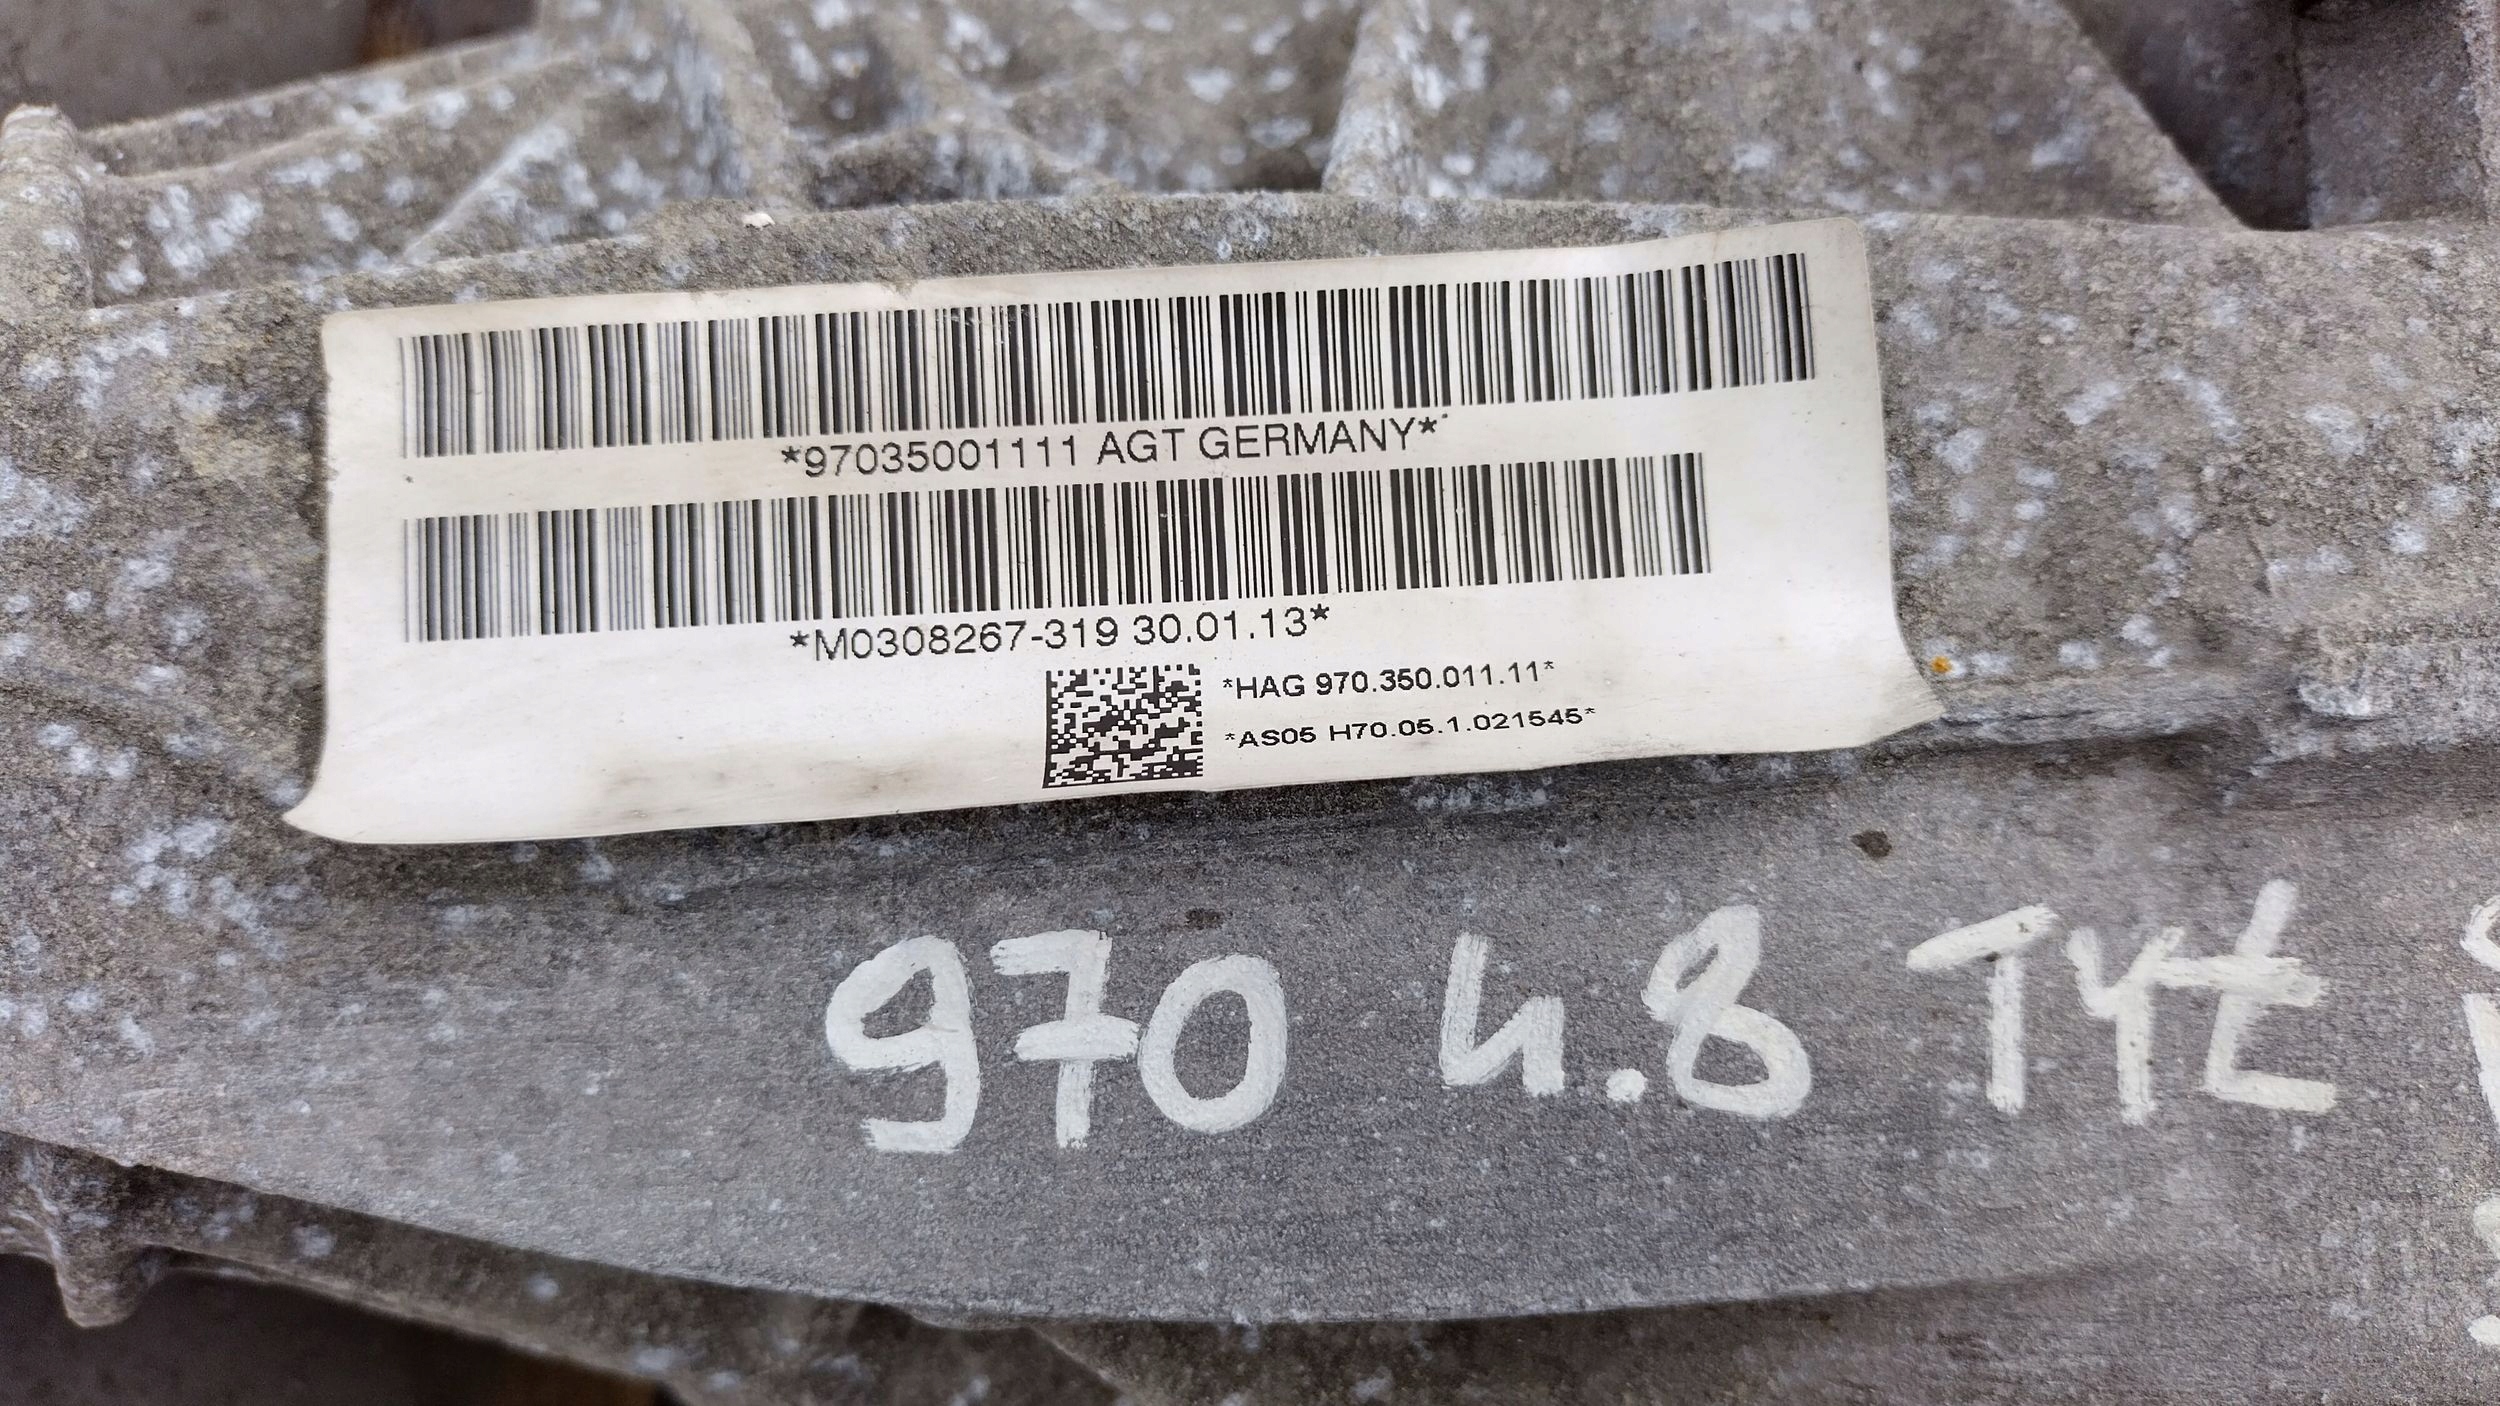 *97035001111 AGT GERMANY*
*M0308267-319 30.01.13*
*HAG 970.350.011.11*
*AS05 H70.05.1.021545*
970 4.8 TYŁ